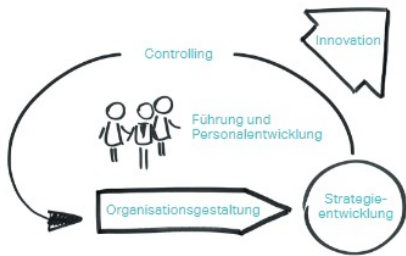 Innovation
Controlling
Führung und
Personalentwicklung
Organisationsgestaltung
Strategie-
entwicklung